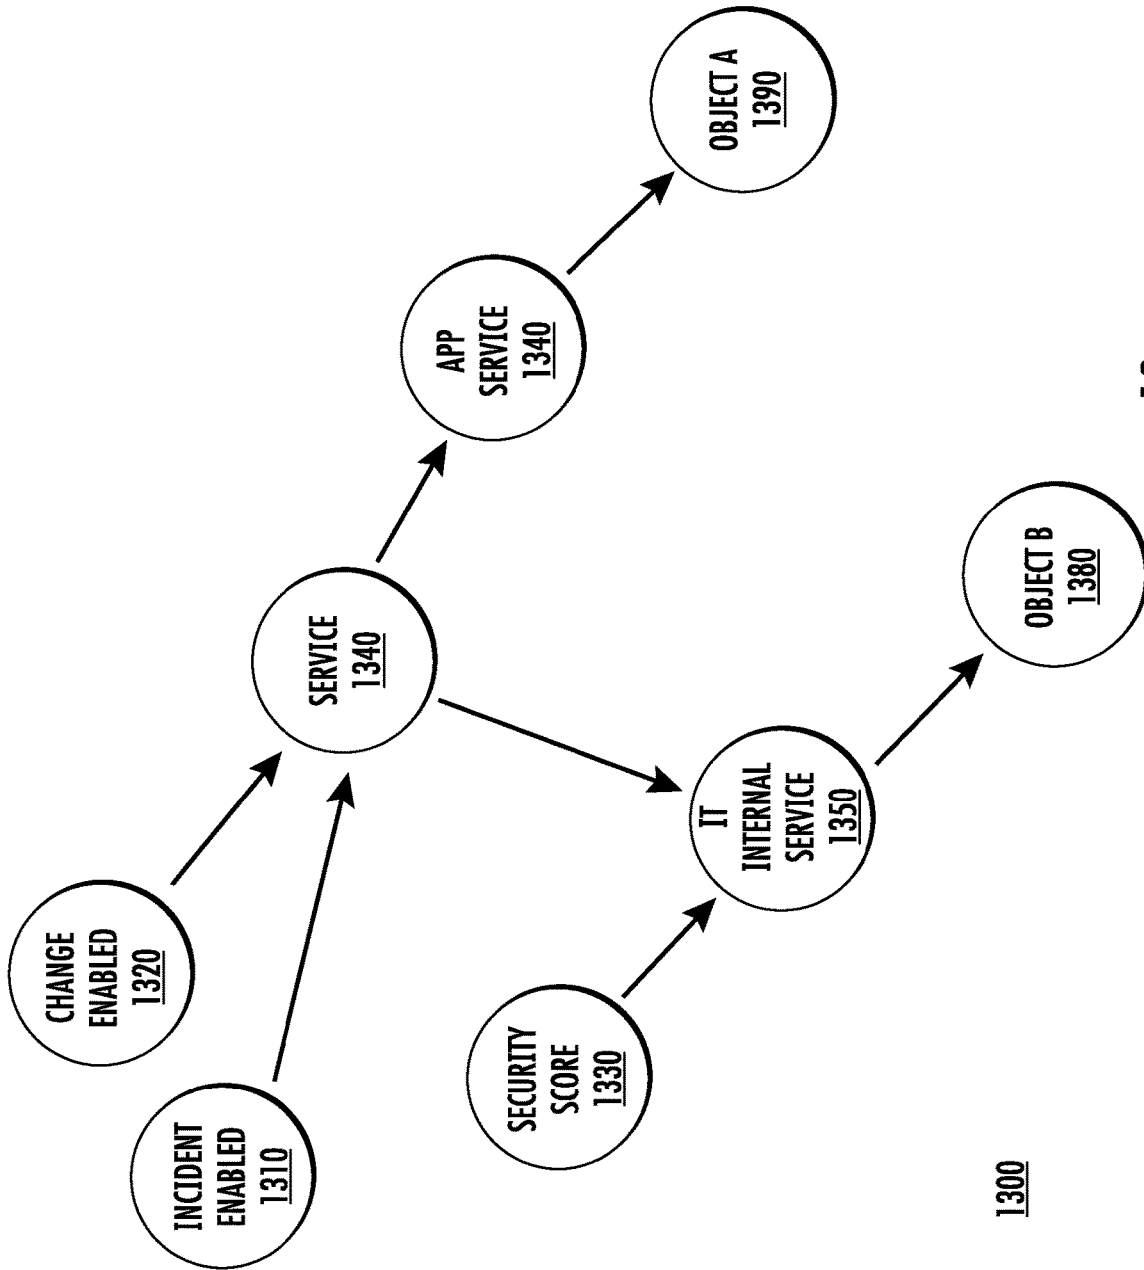 INCIDENT
ENABLED
1310
CHANGE
ENABLED
1320
SECURITY
SCORE
1330
SERVICE
1340
IT
INTERNAL
SERVICE
1350
APP
SERVICE
1340
OBJECT B
1380
OBJECT A
1390
1300